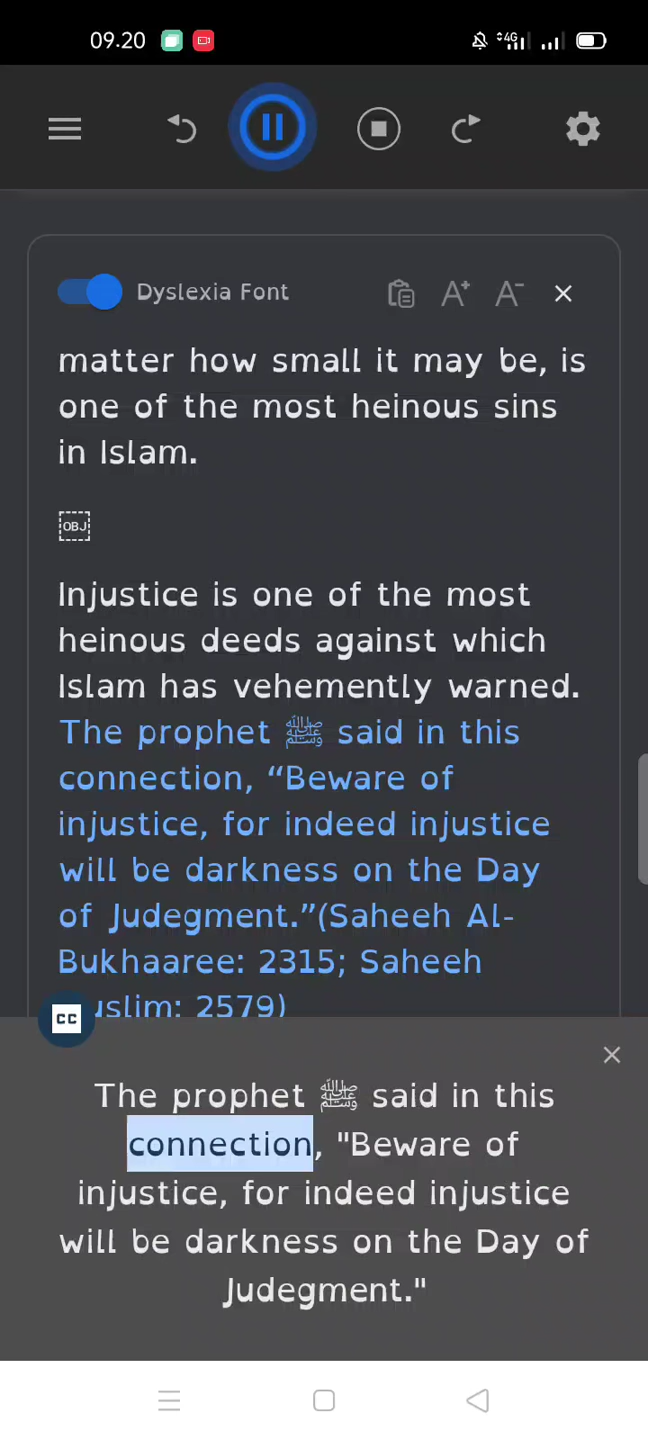 09.20
4G
Dyslexia Font
A+
A-
matter how small it may be, is
one of the most heinous sins
in Islam.
OBJ
Injustice is one of the most
heinous deeds against which
Islam has vehemently warned.
The prophet ﷺ said in this
connection, “Beware of
injustice, for indeed injustice
will be darkness on the Day
of Judegment.”(Saheeh Al-
Bukhaaree: 2315; Saheeh
uslim: 2579)
CC
The prophet ﷺ said in this
connection, "Beware of
injustice, for indeed injustice
will be darkness on the Day of
Judegment."